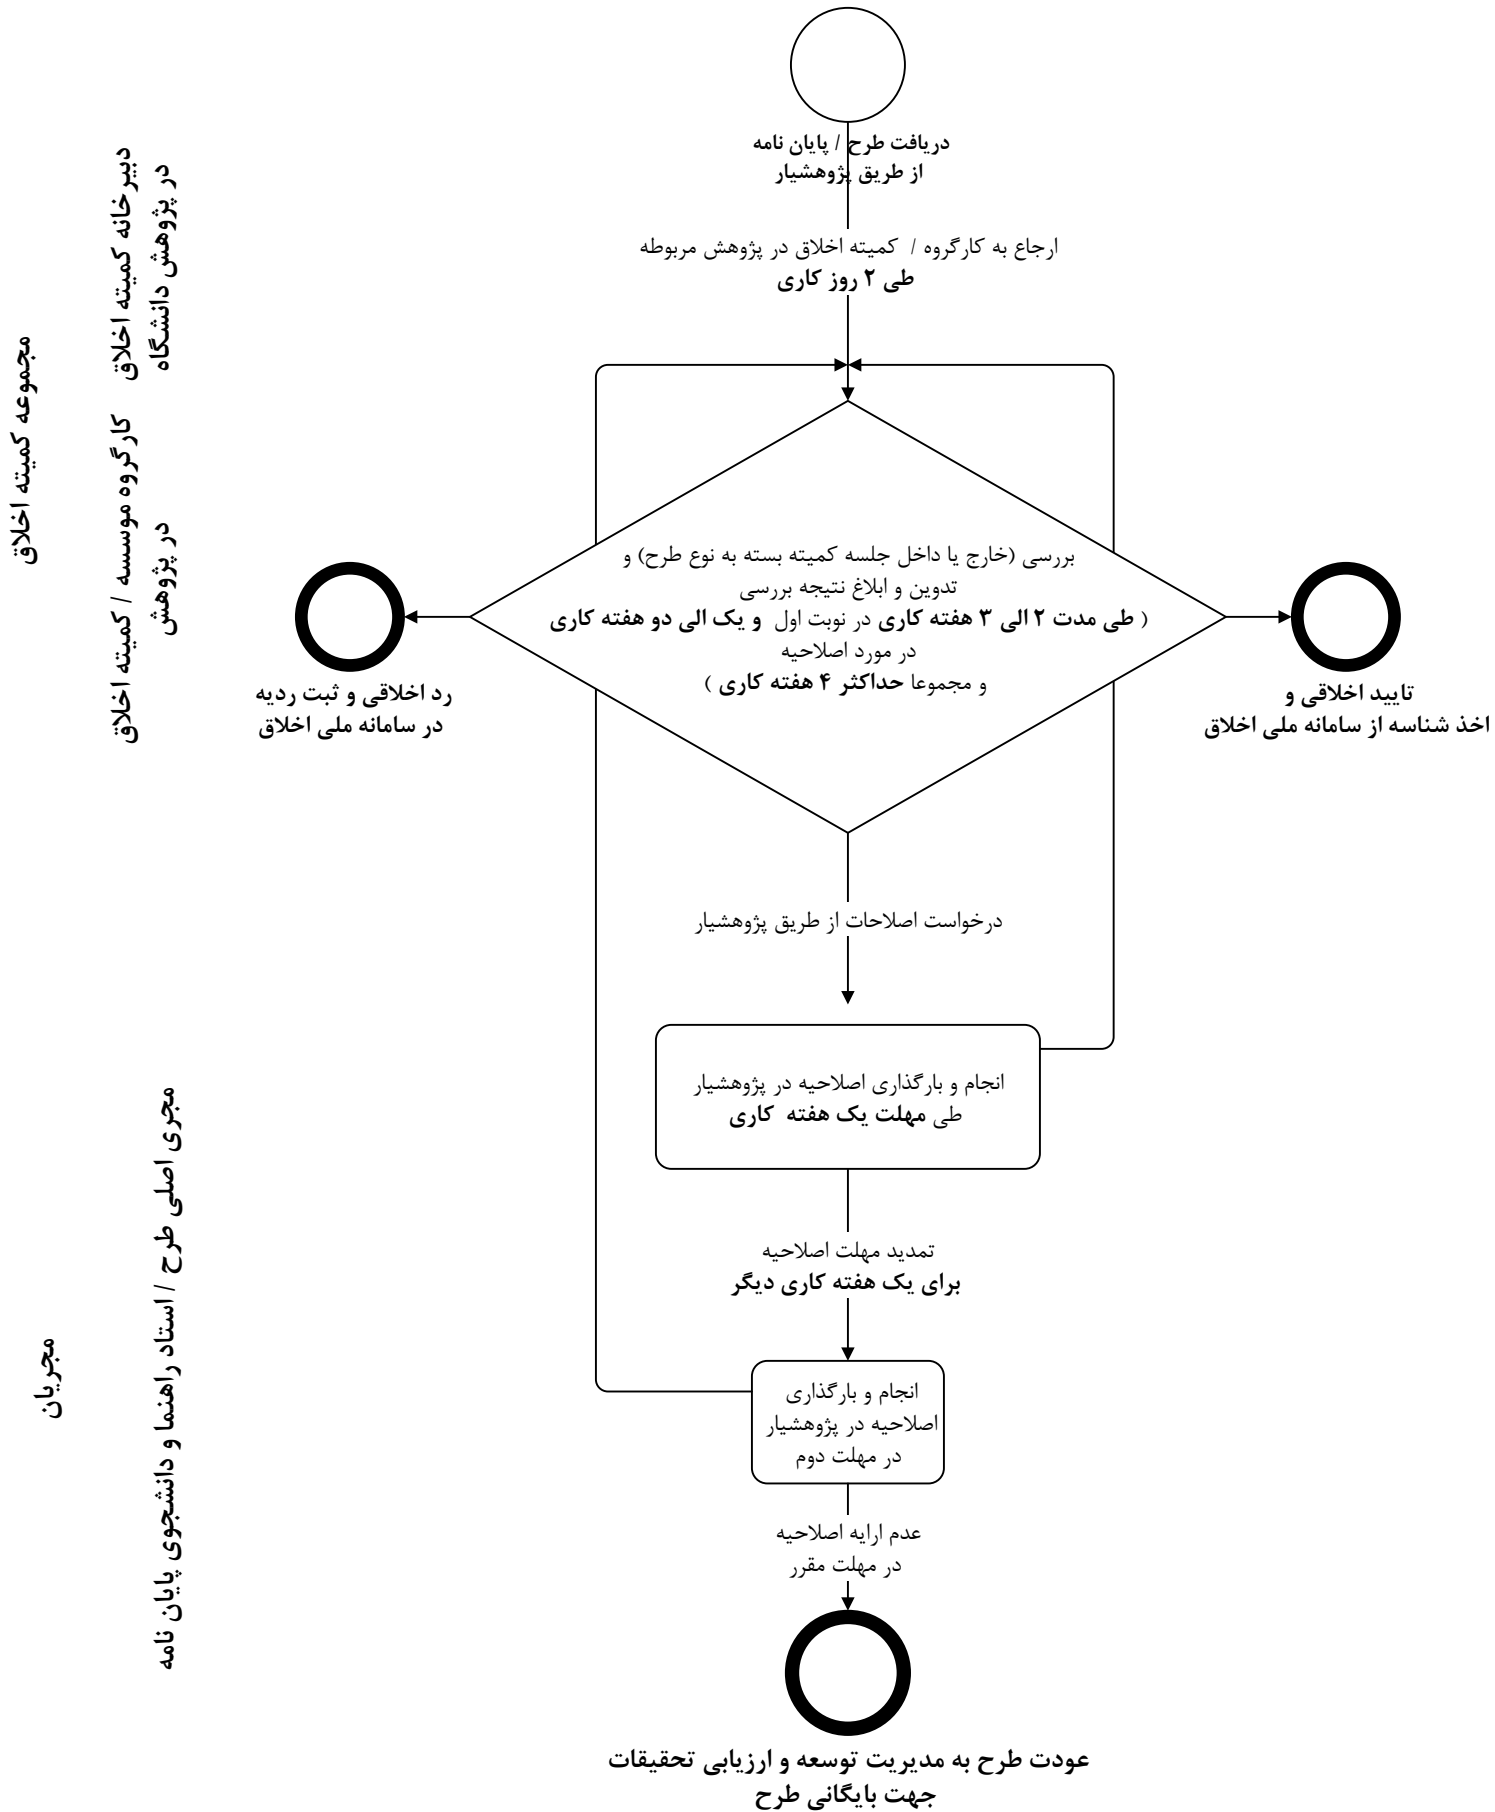 دریافت طرح / پایان نامه
از طریق پژوهشیار
ارجاع به کارگروه / کمیته اخلاق در پژوهش مربوطه
طی ۲ روز کاری
بررسی (خارج یا داخل جلسه کمیته بسته به نوع طرح) و
تدوین و ابلاغ نتیجه بررسی
( طی مدت ۲ الی ۳ هفته کاری در نوبت اول و یک الی دو هفته کاری
در مورد اصلاحیه
و مجموعا حداکثر ۴ هفته کاری )
تایید اخلاقی و
اخذ شناسه از سامانه ملی اخلاق
رد اخلاقی و ثبت ردیه
در سامانه ملی اخلاق
درخواست اصلاحات از طریق پژوهشیار
انجام و بارگذاری اصلاحیه در پژوهشیار
طی مهلت یک هفته کاری
تمدید مهلت اصلاحیه
برای یک هفته کاری دیگر
انجام و بارگذاری
اصلاحیه در پژوهشیار
در مهلت دوم
عدم ارایه اصلاحیه
در مهلت مقرر
عودت طرح به مدیریت توسعه و ارزیابی تحقیقات
جهت بایگانی طرح
مجموعه کمیته اخلاق
دبیرخانه کمیته اخلاق
در پژوهش دانشگاه
کارگروه موسسه / کمیته اخلاق
در پژوهش
مجریان
مجری اصلی طرح / استاد راهنما و دانشجوی پایان نامه